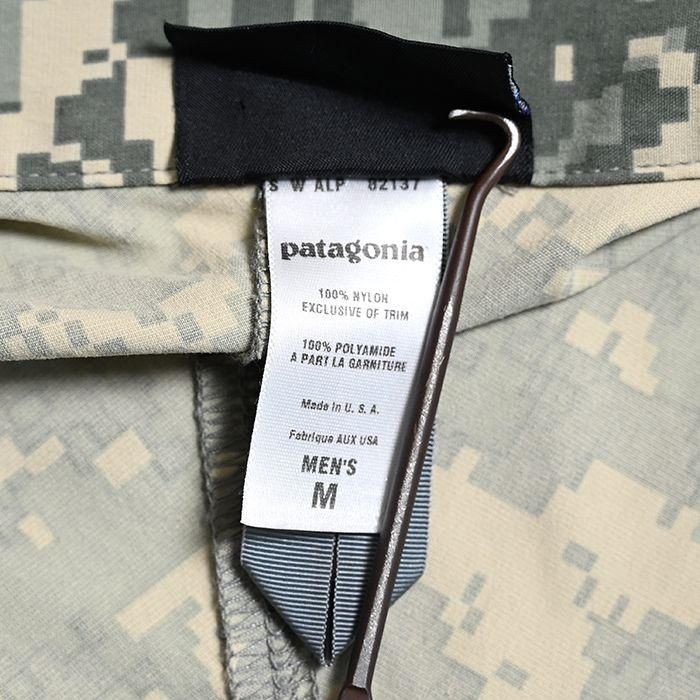 S W ALP 82137
patagonia
100% NYLON
EXCLUSIVE OF TRIM
100% POLYAMIDE
A PART LA GARNITURE
Made in U. S. A.
Fabrique AUX USA
MEN'S
M